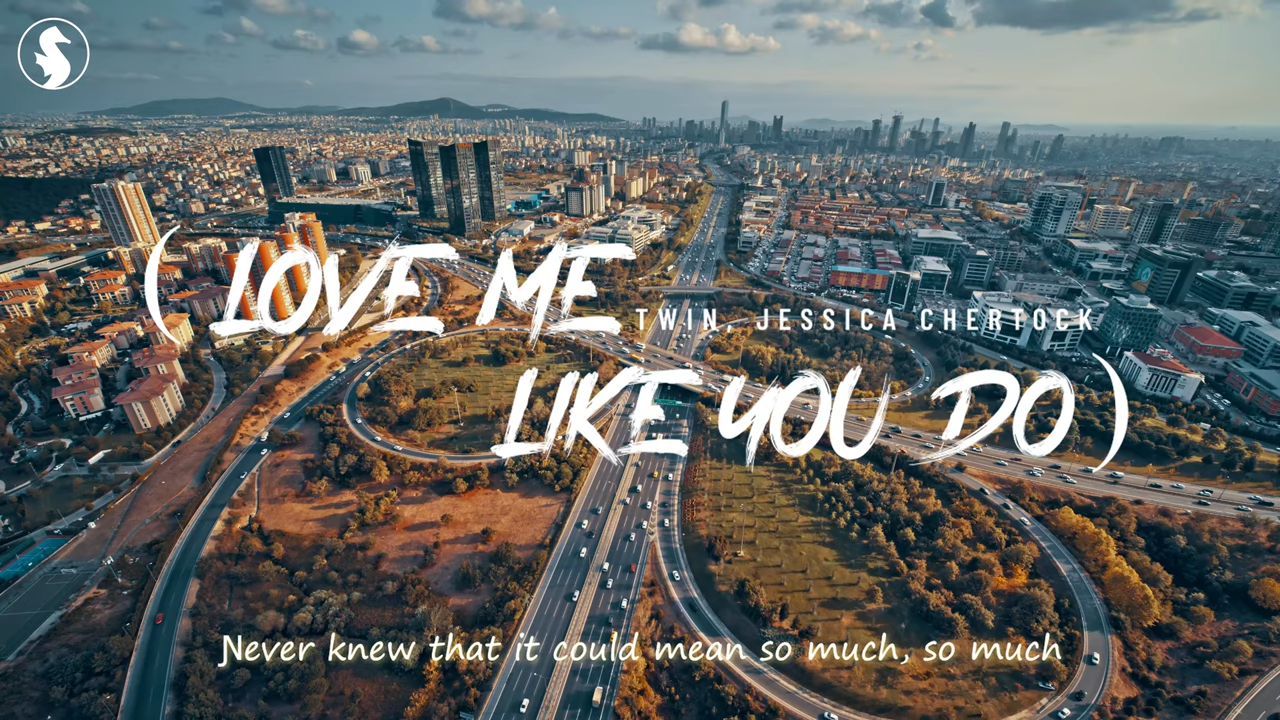 ( LOVE ME
TWIN, JESSICA CHERTOCK
LIKE YOU DO )
Never knew that it could mean so much, so much